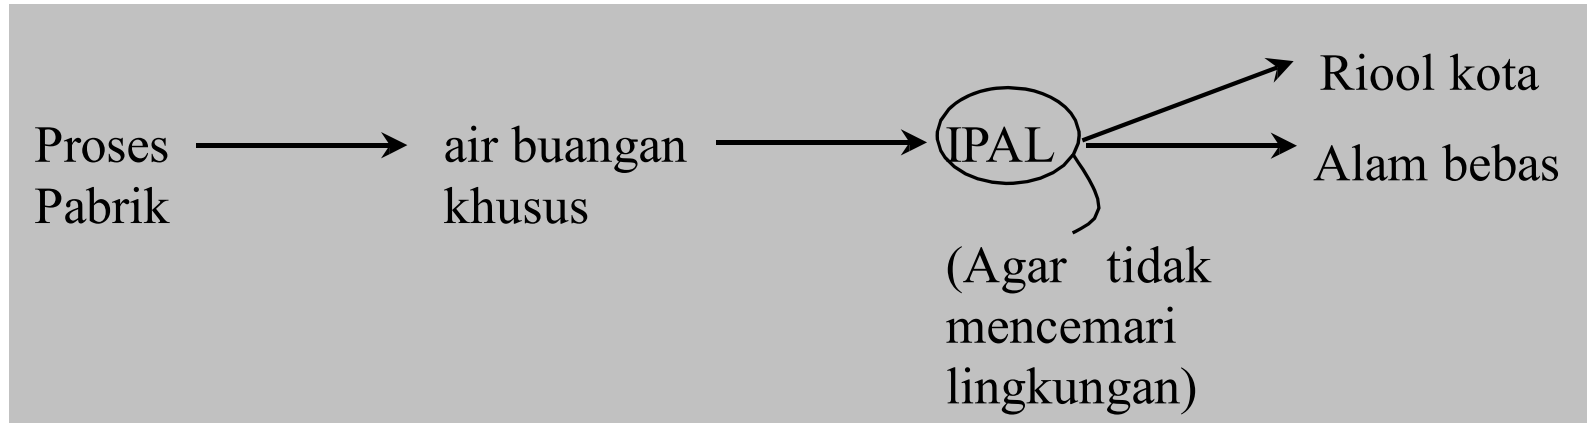 Proses
Pabrik
air buangan
khusus
IPAL
(Agar tidak
mencemari
lingkungan)
Riool kota
Alam bebas